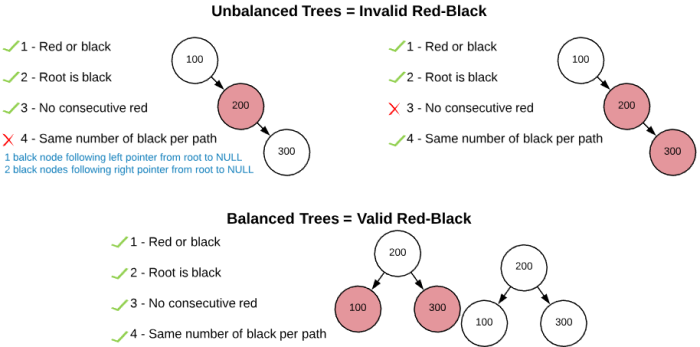 Unbalanced Trees = Invalid Red-Black
1 - Red or black
2 - Root is black
3 - No consecutive red
4 - Same number of black per path
1 balck node following left pointer from root to NULL
2 black nodes following right pointer from root to NULL
100
200
300
1 - Red or black
2 - Root is black
3 - No consecutive red
4 - Same number of black per path
100
200
300
Balanced Trees = Valid Red-Black
1 - Red or black
2 - Root is black
3 - No consecutive red
4 - Same number of black per path
200
100
300
200
100
300